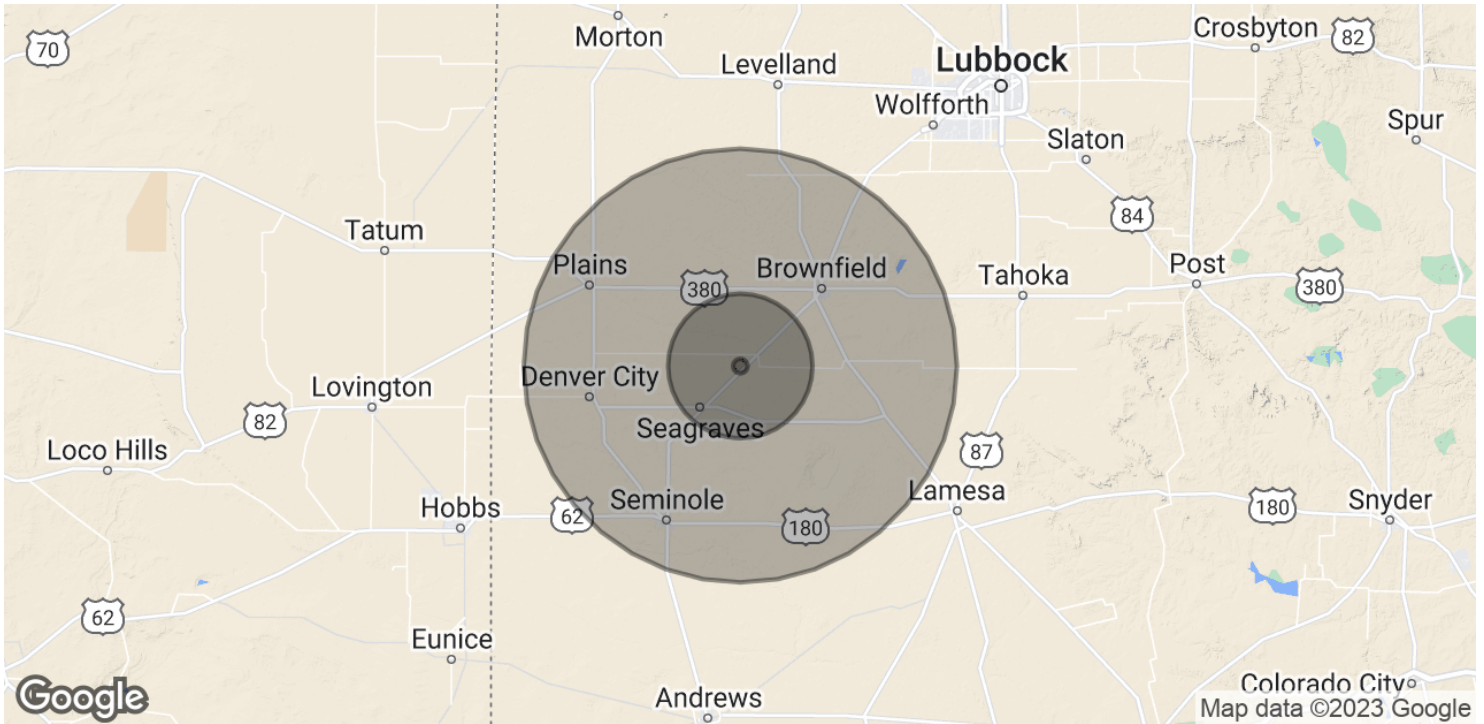 Crosbyton
82
70
Morton
Lubbock
Levelland
Wolfforth
Spur
Slaton
84
Tatum
Plains
Brownfield
Tahoka
Post
380
380
Denver City
Lovington
82
Seagraves
Loco Hills
87
Lamesa
Seminole
Snyder
Hobbs
62
180
180
62
Eunice
Andrews
Colorado City
Google
Map data ©2023 Google